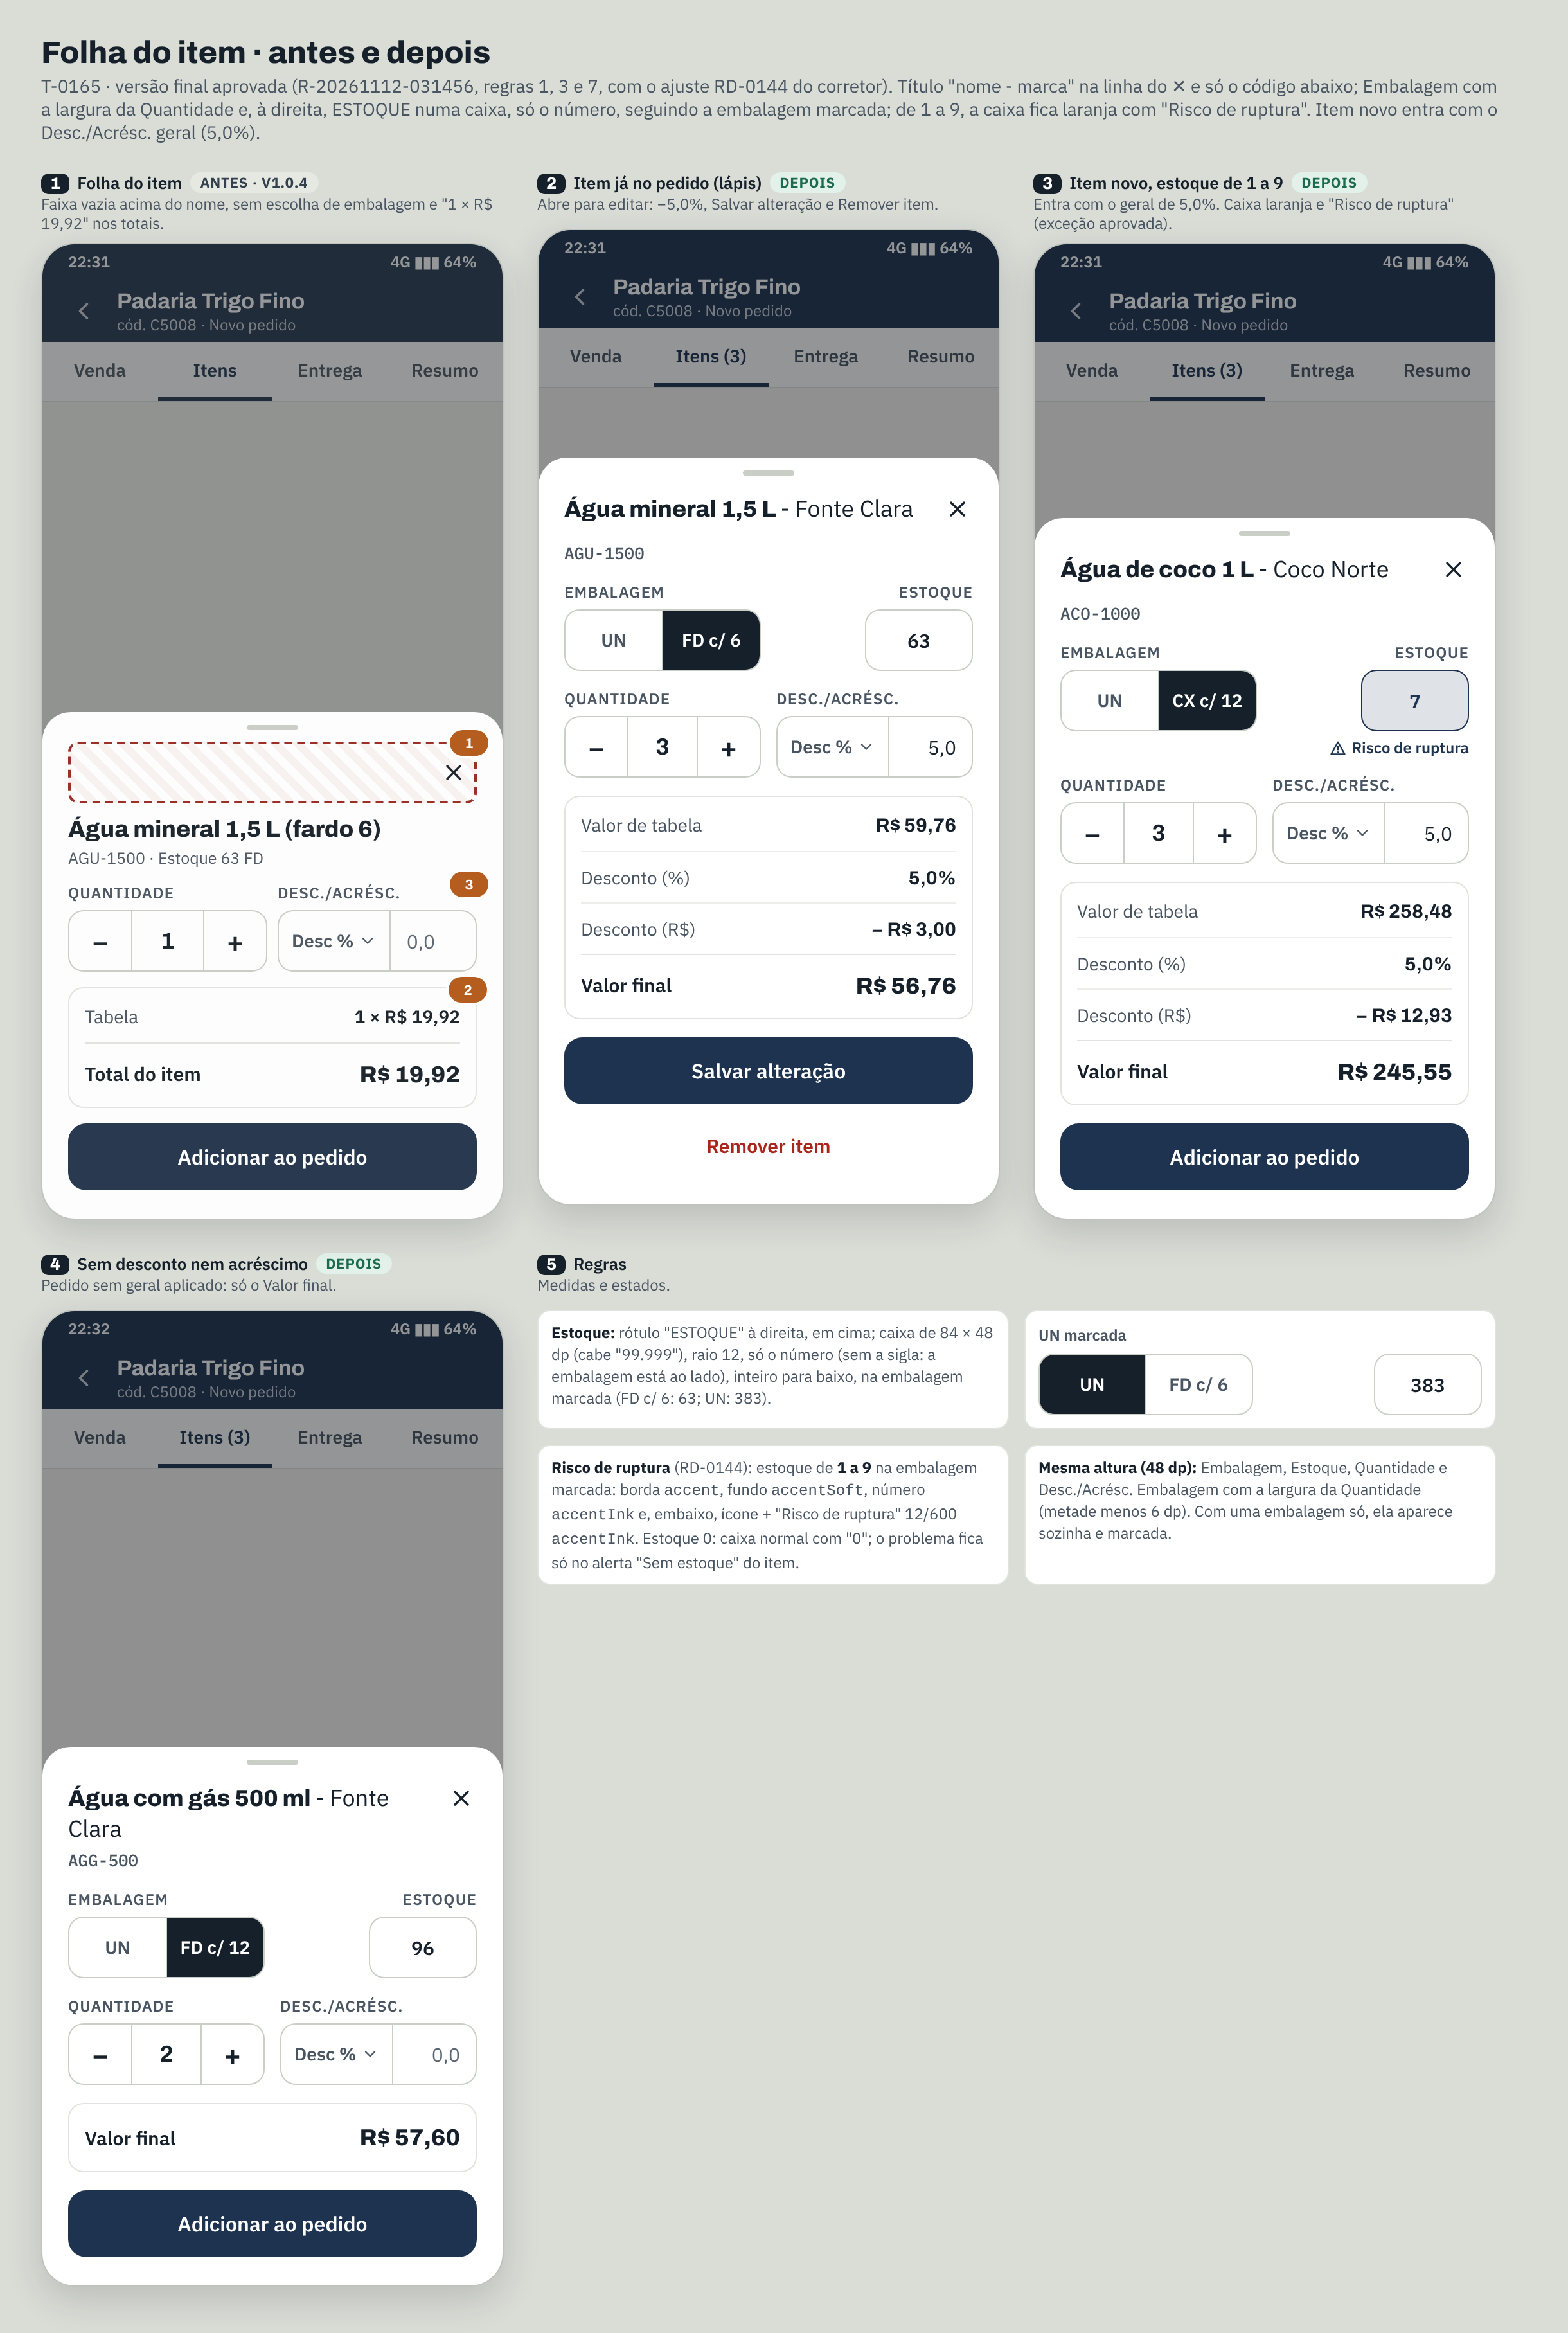 Folha do item · antes e depois
T-0165 · versão final aprovada (R-20261112-031456, regras 1, 3 e 7, com o ajuste RD-0144 do corretor). Título "nome - marca" na linha do ✕ e só o código abaixo; Embalagem com
a largura da Quantidade e, à direita, ESTOQUE numa caixa, só o número, seguindo a embalagem marcada; de 1 a 9, a caixa fica laranja com "Risco de ruptura". Item novo entra com o
Desc./Acrésc. geral (5,0%).
1 Folha do item ANTES · V1.0.4
Faixa vazia acima do nome, sem escolha de embalagem e "1 × R$
19,92" nos totais.
22:31 4G 64%
Padaria Trigo Fino
cód. C5008 · Novo pedido
Venda Itens Entrega Resumo
1
✕
Água mineral 1,5 L (fardo 6)
AGU-1500 · Estoque 63 FD
QUANTIDADE DESC./ACRÉSC. 3
– 1 + Desc % 0,0
2
Tabela 1 × R$ 19,92
Total do item R$ 19,92
Adicionar ao pedido
2 Item já no pedido (lápis) DEPOIS
Abre para editar: −5,0%, Salvar alteração e Remover item.
22:31 4G 64%
Padaria Trigo Fino
cód. C5008 · Novo pedido
Venda Itens (3) Entrega Resumo
Água mineral 1,5 L - Fonte Clara ✕
AGU-1500
EMBALAGEM ESTOQUE
UN FD c/ 6 63
QUANTIDADE DESC./ACRÉSC.
– 3 + Desc % 5,0
Valor de tabela R$ 59,76
Desconto (%) 5,0%
Desconto (R$) – R$ 3,00
Valor final R$ 56,76
Salvar alteração
Remover item
3 Item novo, estoque de 1 a 9 DEPOIS
Entra com o geral de 5,0%. Caixa laranja e "Risco de ruptura"
(exceção aprovada).
22:31 4G 64%
Padaria Trigo Fino
cód. C5008 · Novo pedido
Venda Itens (3) Entrega Resumo
Água de coco 1 L - Coco Norte ✕
ACO-1000
EMBALAGEM ESTOQUE
UN CX c/ 12 7
⚠ Risco de ruptura
QUANTIDADE DESC./ACRÉSC.
– 3 + Desc % 5,0
Valor de tabela R$ 258,48
Desconto (%) 5,0%
Desconto (R$) – R$ 12,93
Valor final R$ 245,55
Adicionar ao pedido
4 Sem desconto nem acréscimo DEPOIS
Pedido sem geral aplicado: só o Valor final.
22:32 4G 64%
Padaria Trigo Fino
cód. C5008 · Novo pedido
Venda Itens (3) Entrega Resumo
Água com gás 500 ml - Fonte ✕
Clara
AGG-500
EMBALAGEM ESTOQUE
UN FD c/ 12 96
QUANTIDADE DESC./ACRÉSC.
– 2 + Desc % 0,0
Valor final R$ 57,60
Adicionar ao pedido
5 Regras
Medidas e estados.
Estoque: rótulo "ESTOQUE" à direita, em cima; caixa de 84 × 48
dp (cabe "99.999"), raio 12, só o número (sem a sigla: a
embalagem está ao lado), inteiro para baixo, na embalagem
marcada (FD c/ 6: 63; UN: 383).
UN marcada
UN FD c/ 6 383
Risco de ruptura (RD-0144): estoque de 1 a 9 na embalagem
marcada: borda accent, fundo accentSoft, número
accentInk e, embaixo, ícone + "Risco de ruptura" 12/600
accentInk. Estoque 0: caixa normal com "0"; o problema fica
só no alerta "Sem estoque" do item.
Mesma altura (48 dp): Embalagem, Estoque, Quantidade e
Desc./Acrésc. Embalagem com a largura da Quantidade
(metade menos 6 dp). Com uma embalagem só, ela aparece
sozinha e marcada.